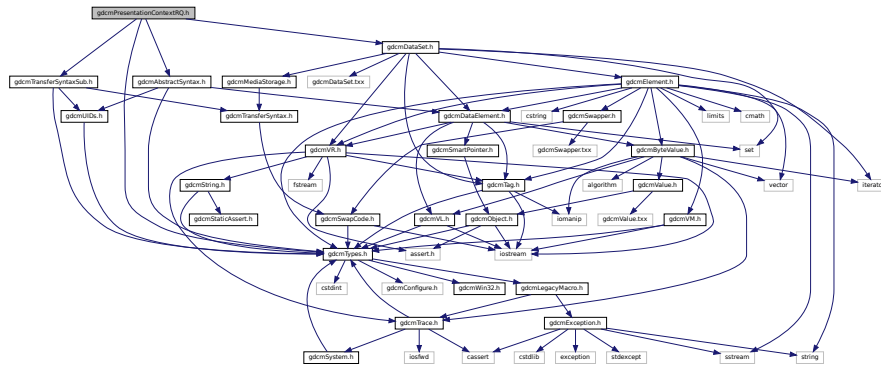 gdcmPresentationContextRQ.h
gdcmDataSet.h
gdcmTransferSyntaxSub.h
gdcmAbstractSyntax.h
gdcmMediaStorage.h
gdcmDataSet.txx
gdcmElement.h
gdcmUIDs.h
gdcmTransferSyntax.h
gdcmDataElement.h
cstring
gdcmSwapper.h
limits
cmath
gdcmVR.h
gdcmSmartPointer.h
gdcmSwapper.txx
gdcmByteValue.h
set
gdcmString.h
fstream
gdcmTag.h
algorithm
gdcmValue.h
vector
iterator
gdcmStaticAssert.h
gdcmSwapCode.h
gdcmVL.h
gdcmObject.h
iomanip
gdcmValue.txx
gdcmVM.h
gdcmTypes.h
assert.h
iostream
cstdint
gdcmConfigure.h
gdcmWin32.h
gdcmLegacyMacro.h
gdcmTrace.h
gdcmException.h
gdcmSystem.h
iosfwd
cassert
cstdlib
exception
stdexcept
sstream
string